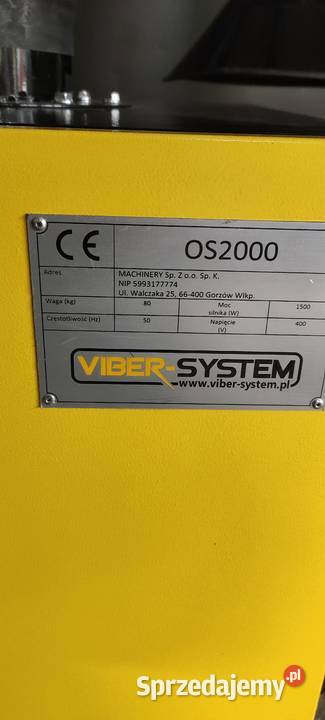 CE OS2000
Adres MACHINERY Sp. Z o.o. Sp. K.
NIP 5993177774
Ul. Walczaka 25, 66-400 Gorzów Wlkp.
Waga (kg) 80 Moc silnika (W) 1500
Częstotliwość (Hz) 50 Napięcie (V) 400
VIBER-SYSTEM
www.viber-system.pl
Sprzedajemy.pl